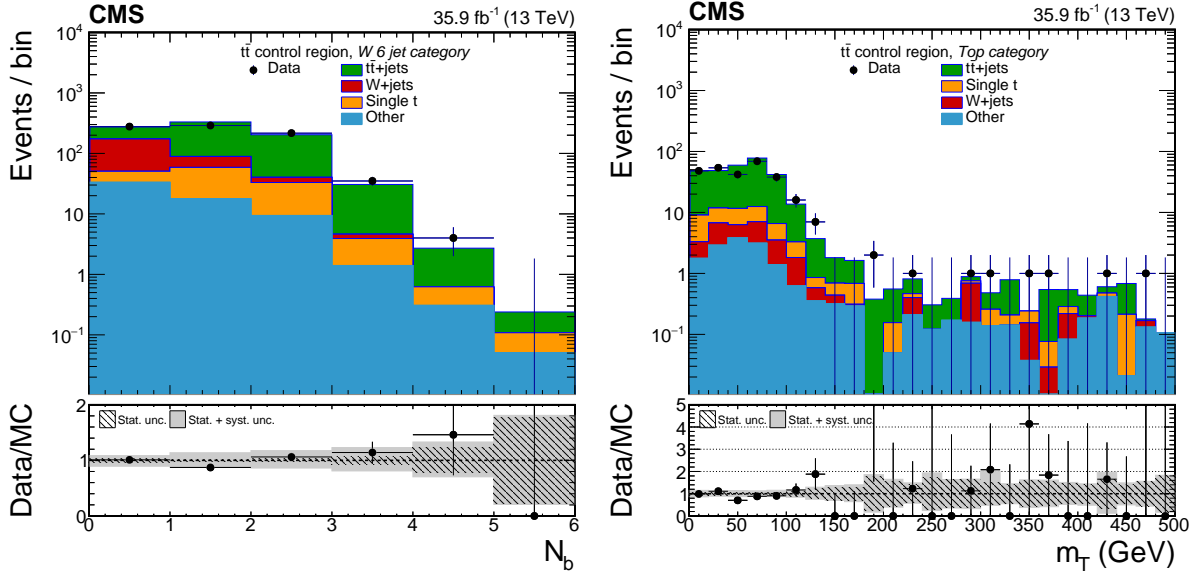 CMS 35.9 fb⁻¹ (13 TeV)
tt̄ control region, W 6 jet category
Data
tt̄+jets
W+jets
Single t
Other
Events / bin
10⁴
10³
10²
10
1
10⁻¹
Stat. unc. Stat. + syst. unc.
Data/MC
2
1
0
0 1 2 3 4 5 6
N_b
CMS 35.9 fb⁻¹ (13 TeV)
tt̄ control region, Top category
Data
tt̄+jets
Single t
W+jets
Other
Events / bin
10⁴
10³
10²
10
1
10⁻¹
Stat. unc. Stat. + syst. unc.
Data/MC
5
4
3
2
1
0
0 50 100 150 200 250 300 350 400 450 500
m_T (GeV)